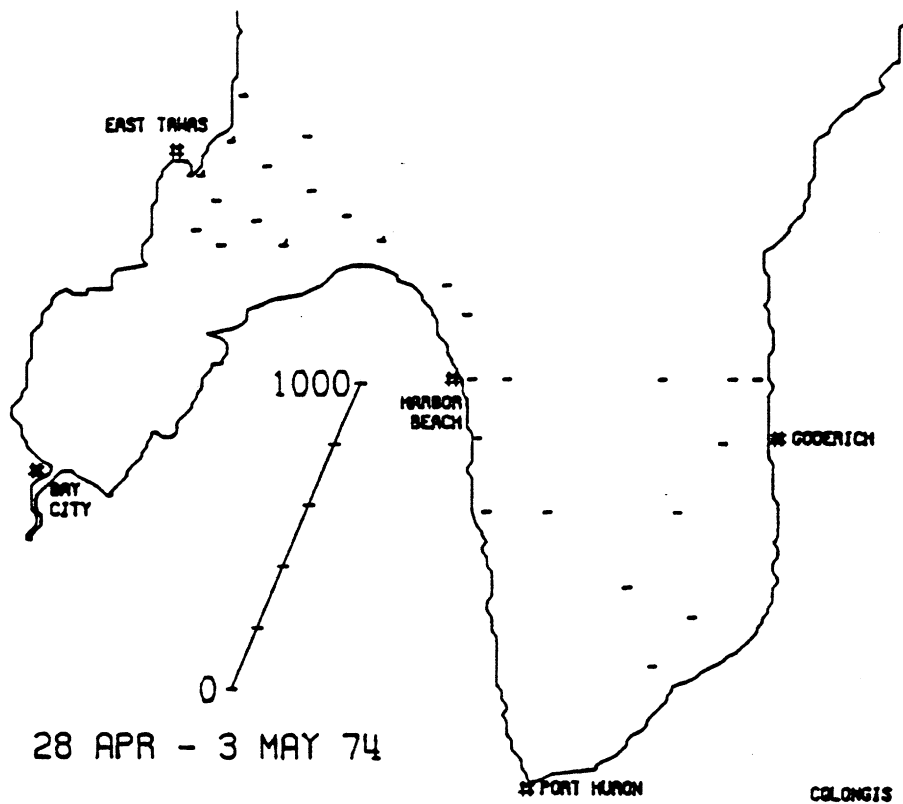 EAST TAWAS
#
1000
#
HARBOR
BEACH
# GODERICH
#
BAY
CITY
0
28 APR - 3 MAY 74
# PORT HURON
COLONGIS